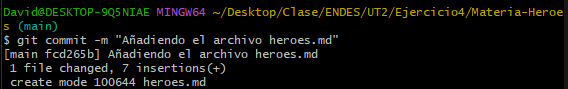 David@DESKTOP-9Q5NIAE MINGW64 ~/Desktop/Clase/ENDES/UT2/Ejercicio4/Materia-Heroe
s (main)
$ git commit -m "Añadiendo el archivo heroes.md"
[main fcd265b] Añadiendo el archivo heroes.md
 1 file changed, 7 insertions(+)
 create mode 100644 heroes.md